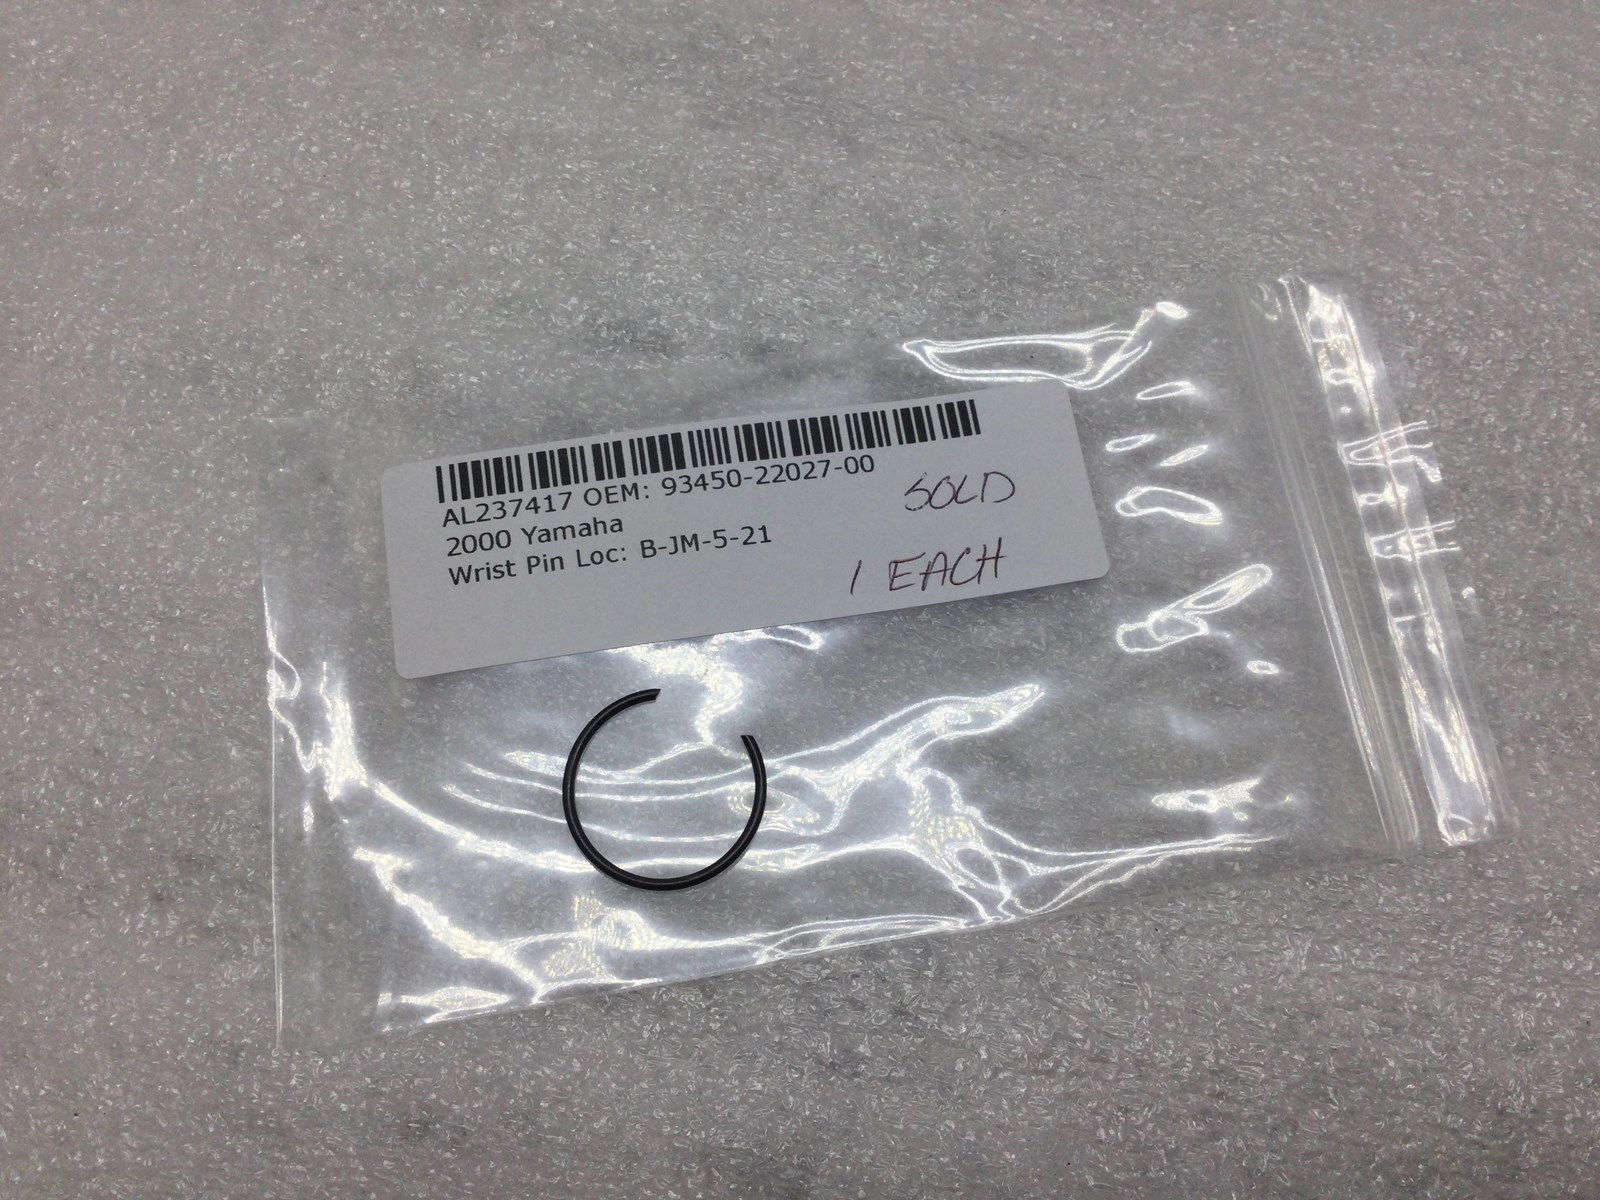 AL237417 OEM: 93450-22027-00
2000 Yamaha
Wrist Pin Loc: B-JM-5-21
SOLD
1 EACH